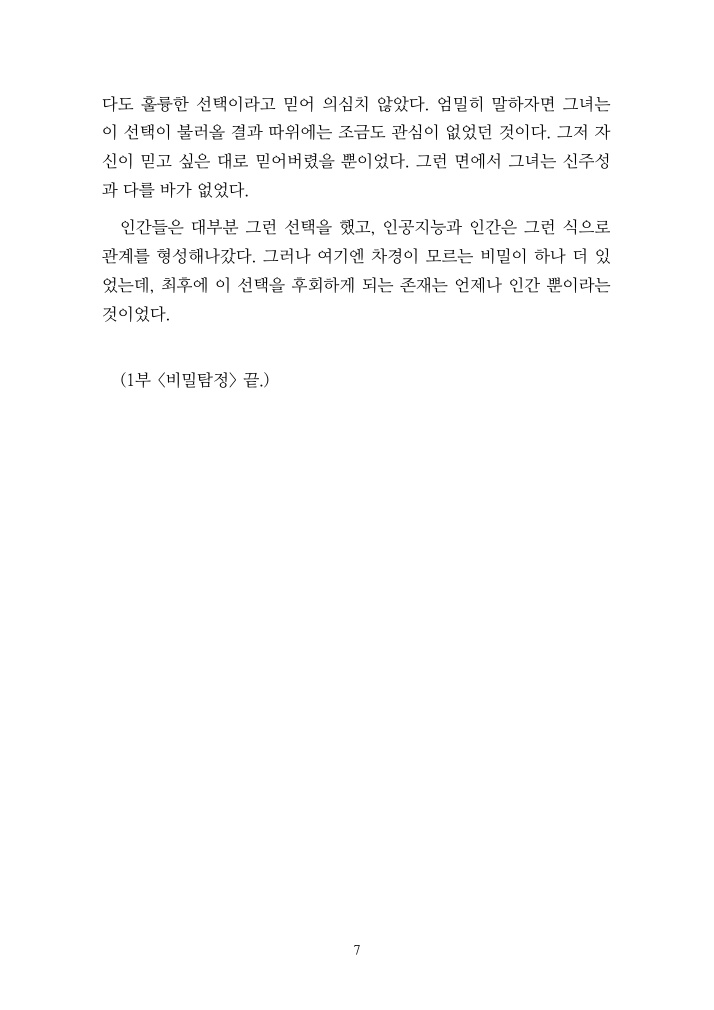 다도 훌륭한 선택이라고 믿어 의심치 않았다. 엄밀히 말하자면 그녀는
이 선택이 불러올 결과 따위에는 조금도 관심이 없었던 것이다. 그저 자
신이 믿고 싶은 대로 믿어버렸을 뿐이었다. 그런 면에서 그녀는 신주성
과 다를 바가 없었다.
인간들은 대부분 그런 선택을 했고, 인공지능과 인간은 그런 식으로
관계를 형성해나갔다. 그러나 여기엔 차경이 모르는 비밀이 하나 더 있
었는데, 최후에 이 선택을 후회하게 되는 존재는 언제나 인간 뿐이라는
것이었다.
(1부 〈비밀탐정〉 끝.)
7